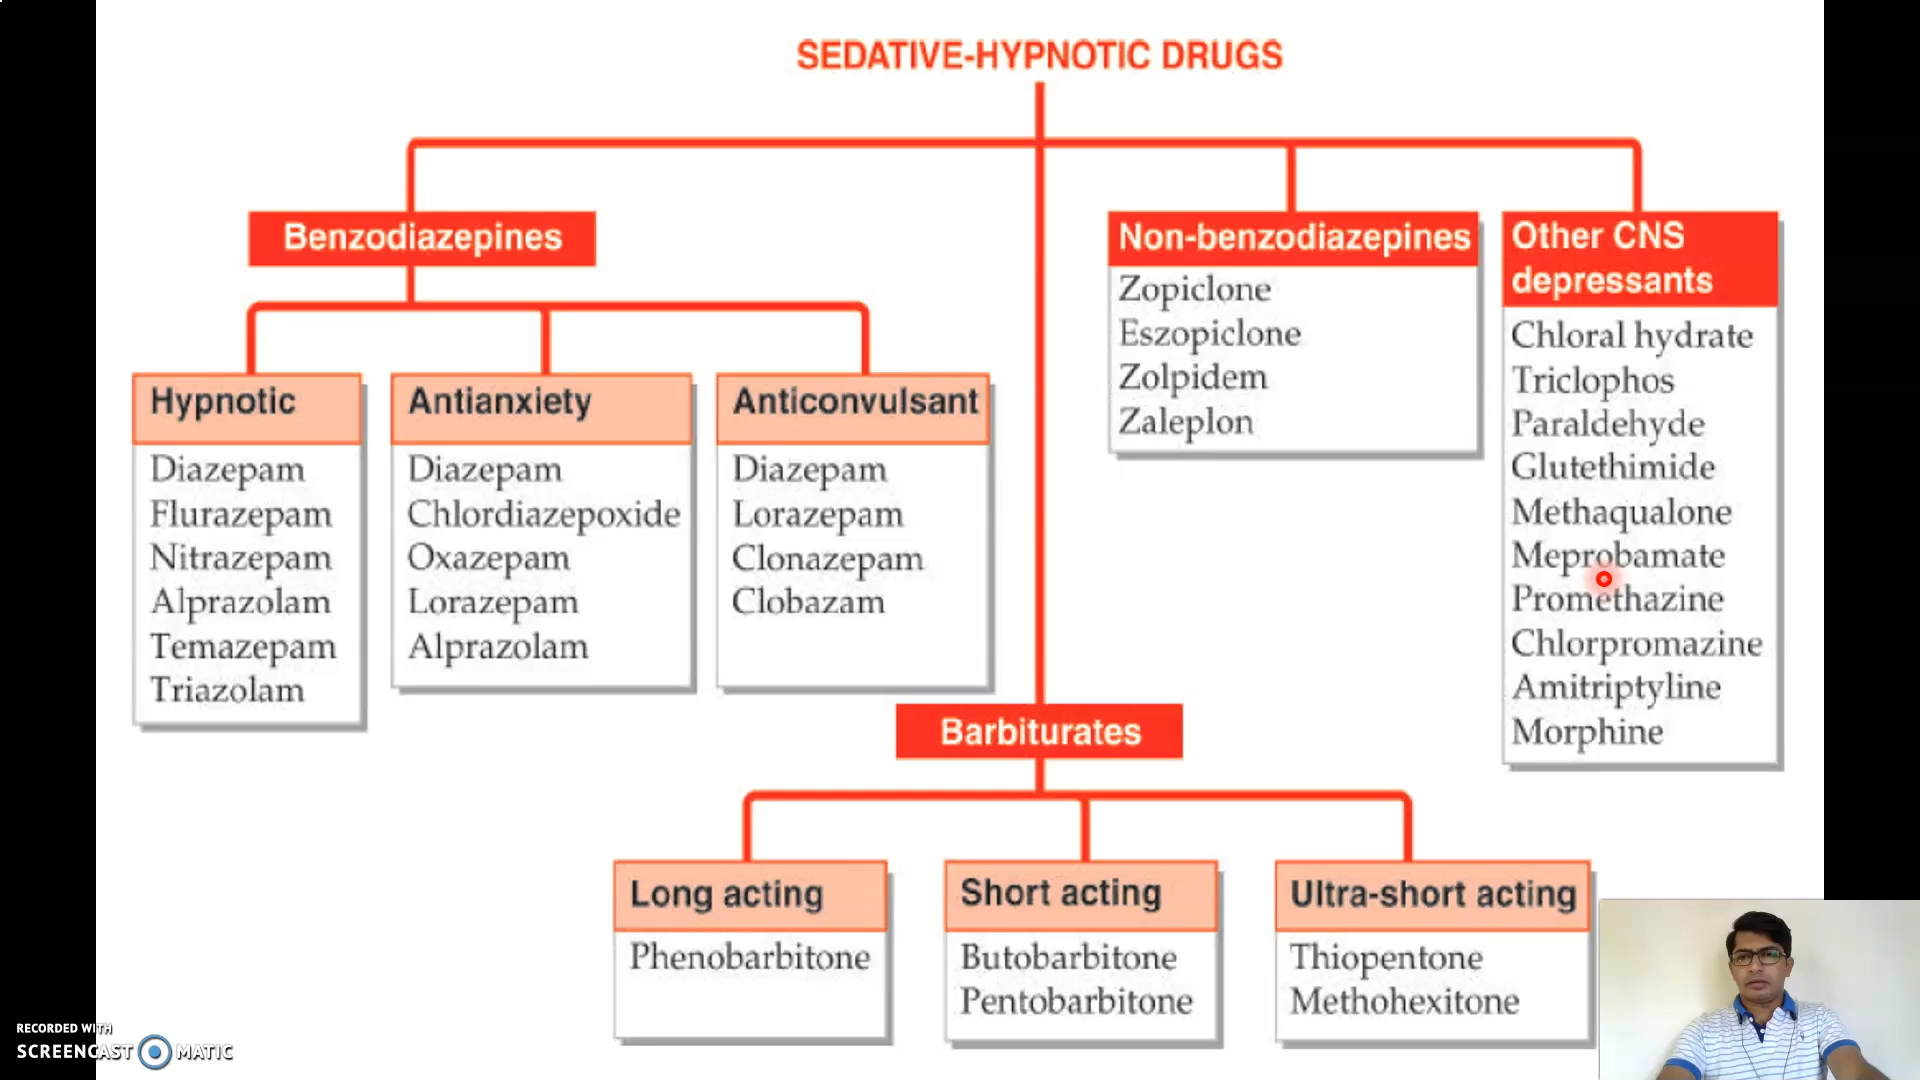 SEDATIVE-HYPNOTIC DRUGS
Benzodiazepines
Hypnotic
Diazepam
Flurazepam
Nitrazepam
Alprazolam
Temazepam
Triazolam
Antianxiety
Diazepam
Chlordiazepoxide
Oxazepam
Lorazepam
Alprazolam
Anticonvulsant
Diazepam
Lorazepam
Clonazepam
Clobazam
Non-benzodiazepines
Zopiclone
Eszopiclone
Zolpidem
Zaleplon
Other CNS
depressants
Chloral hydrate
Triclophos
Paraldehyde
Glutethimide
Methaqualone
Meprobamate
Promethazine
Chlorpromazine
Amitriptyline
Morphine
Barbiturates
Long acting
Phenobarbitone
Short acting
Butobarbitone
Pentobarbitone
Ultra-short acting
Thiopentone
Methohexitone
RECORDED WITH
SCREENCAST MATIC